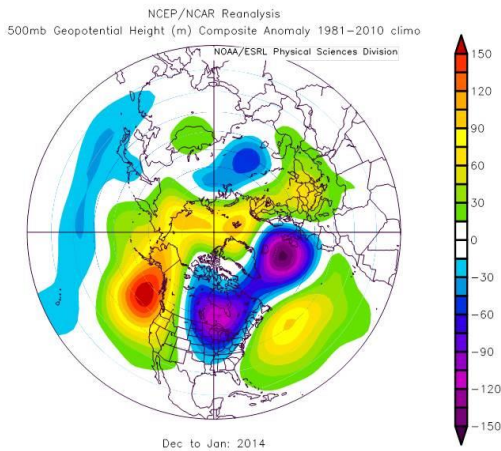 NCEP/NCAR Reanalysis
500mb Geopotential Height (m) Composite Anomaly 1981-2010 climo
NOAA/ESRL Physical Sciences Division
150
120
90
60
30
0
-30
-60
-90
-120
-150
Dec to Jan: 2014